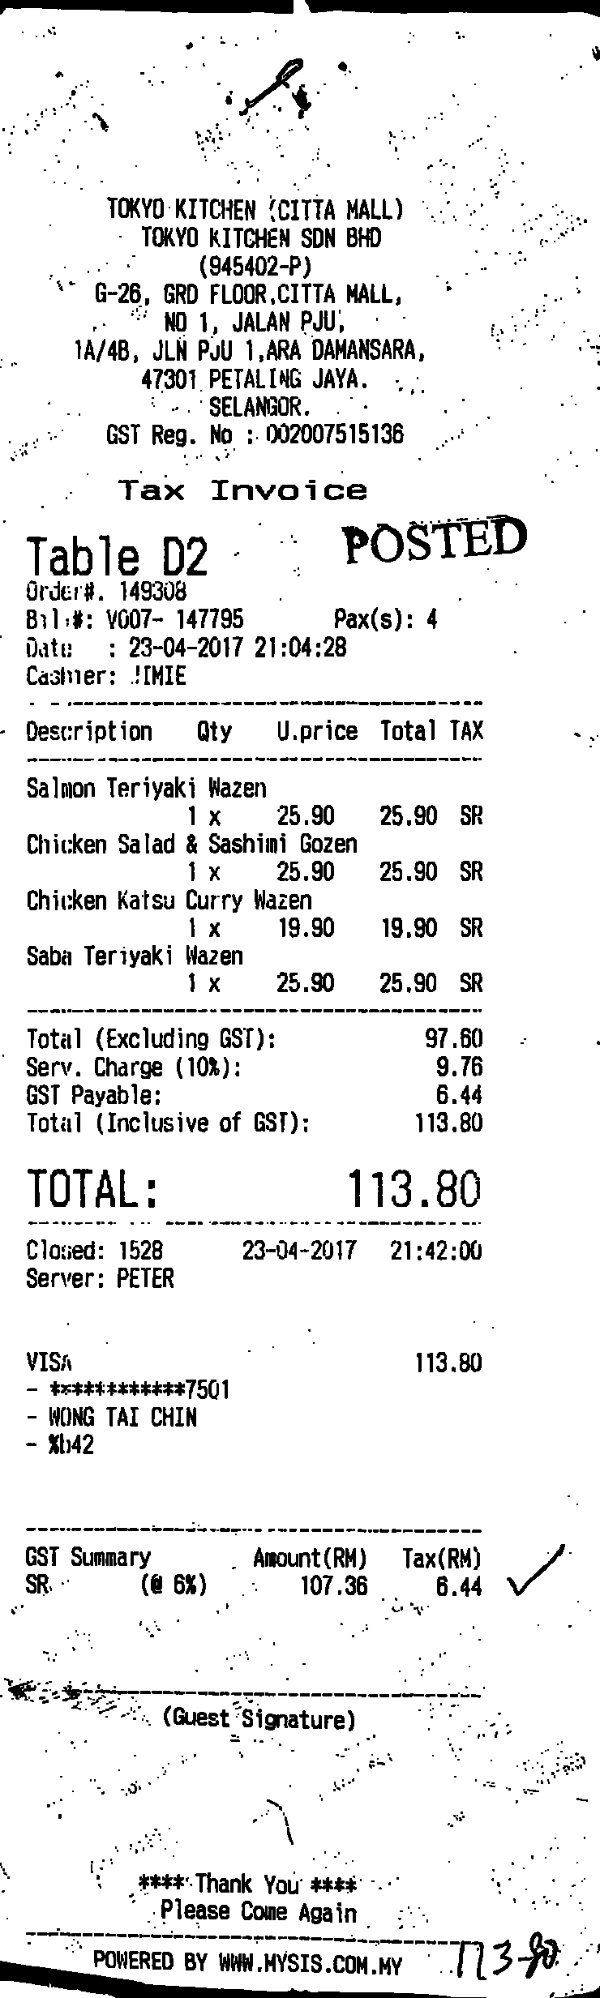 TOKYO KITCHEN (CITTA MALL)
TOKYO KITCHEN SDN BHD
(945402-P)
G-26, GRD FLOOR,CITTA MALL,
NO 1, JALAN PJU,
1A/4B, JLN PJU 1,ARA DAMANSARA,
47301 PETALING JAYA.
SELANGOR.
GST Reg. No : 002007515136
Tax Invoice
POSTED
Table D2
Order#. 149308
Bill#: V007- 147795 Pax(s): 4
Date : 23-04-2017 21:04:28
Cashier: JIMIE
Description Qty U.price Total TAX
Salmon Teriyaki Wazen
1 x 25.90 25.90 SR
Chicken Salad & Sashimi Gozen
1 x 25.90 25.90 SR
Chicken Katsu Curry Wazen
1 x 19.90 19.90 SR
Saba Teriyaki Wazen
1 x 25.90 25.90 SR
Total (Excluding GST): 97.60
Serv. Charge (10%): 9.76
GST Payable: 6.44
Total (Inclusive of GST): 113.80
TOTAL: 113.80
Closed: 1528 23-04-2017 21:42:00
Server: PETER
VISA 113.80
- ************7501
- WONG TAI CHIN
- %b42
GST Summary Amount(RM) Tax(RM)
SR (@ 6%) 107.36 6.44
(Guest Signature)
**** Thank You ****
Please Come Again
POWERED BY WWW.MYSIS.COM.MY
113-80